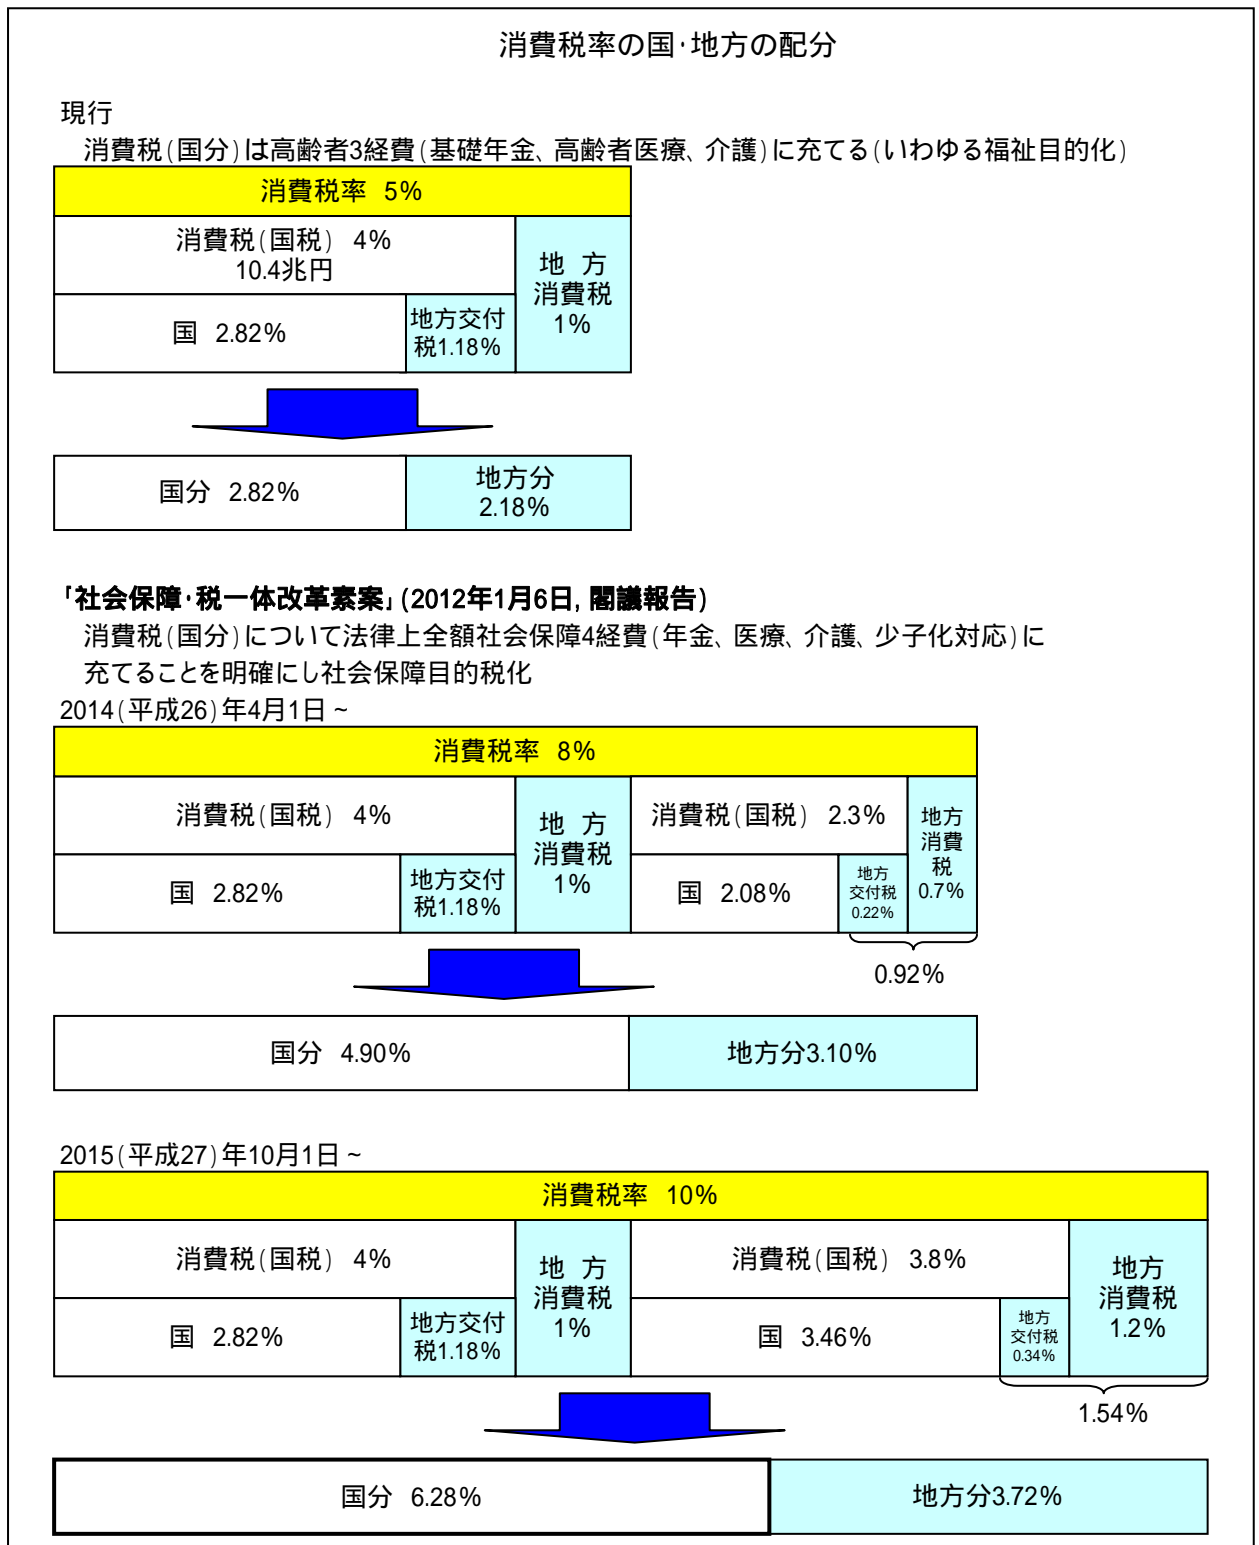 消費税率の国・地方の配分
現行
消費税(国分)は高齢者3経費(基礎年金、高齢者医療、介護)に充てる(いわゆる福祉目的化)
消費税率 5%
消費税(国税) 4%
10.4兆円
地 方
消費税
1%
国 2.82%
地方交付
税1.18%
国分 2.82%
地方分
2.18%
「社会保障・税一体改革素案」(2012年1月6日, 閣議報告)
消費税(国分)について法律上全額社会保障4経費(年金、医療、介護、少子化対応)に
充てることを明確にし社会保障目的税化
2014(平成26)年4月1日~
消費税率 8%
消費税(国税) 4%
地 方
消費税
1%
消費税(国税) 2.3%
地方
消費
税
0.7%
国 2.82%
地方交付
税1.18%
国 2.08%
地方
交付税
0.22%
0.92%
国分 4.90%
地方分3.10%
2015(平成27)年10月1日~
消費税率 10%
消費税(国税) 4%
地 方
消費税
1%
消費税(国税) 3.8%
地方
消費税
1.2%
国 2.82%
地方交付
税1.18%
国 3.46%
地方
交付税
0.34%
1.54%
国分 6.28%
地方分3.72%